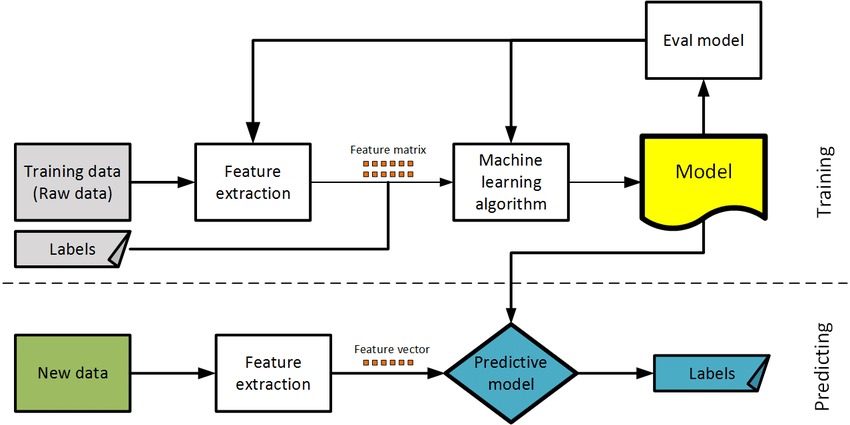 Eval model
Training data
(Raw data)
Feature
extraction
Feature matrix
Machine
learning
algorithm
Model
Training
Labels
New data
Feature
extraction
Feature vector
Predictive
model
Labels
Predicting